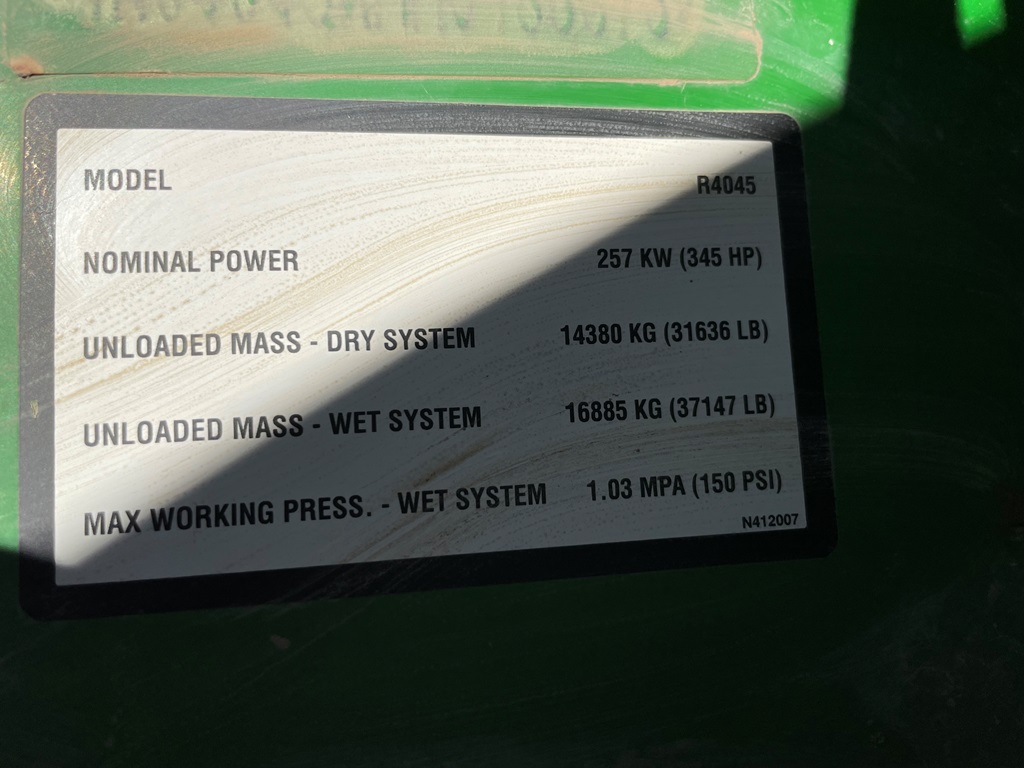 MODEL R4045
NOMINAL POWER 257 KW (345 HP)
UNLOADED MASS - DRY SYSTEM 14380 KG (31636 LB)
UNLOADED MASS - WET SYSTEM 16885 KG (37147 LB)
MAX WORKING PRESS. - WET SYSTEM 1.03 MPA (150 PSI)
N412007